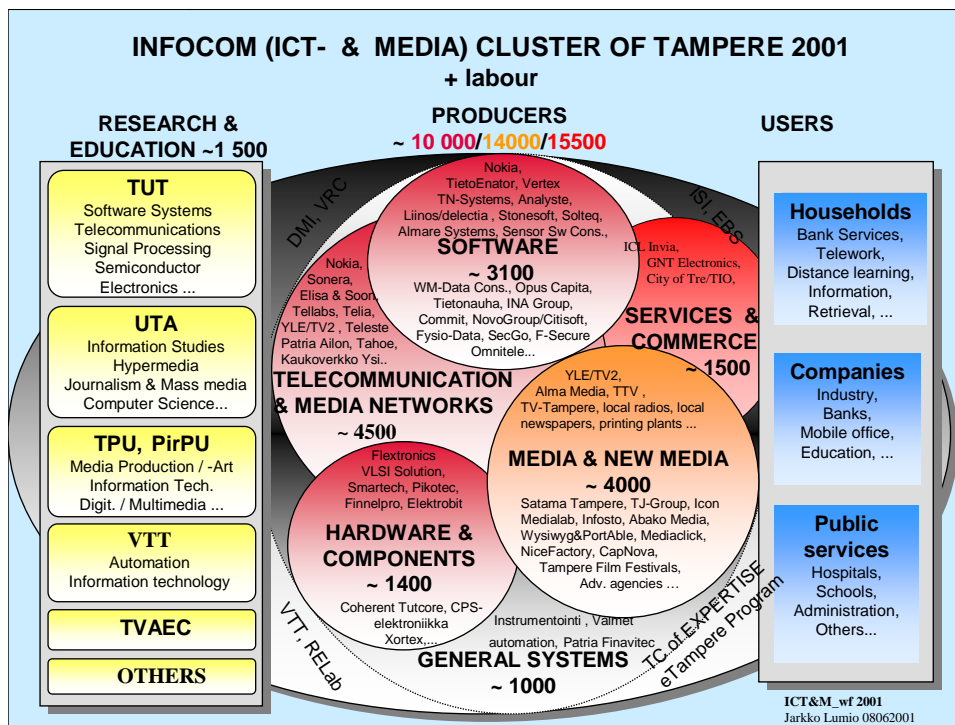 INFOCOM (ICT- & MEDIA) CLUSTER OF TAMPERE 2001
+ labour
RESEARCH &
EDUCATION ~1 500
PRODUCERS
~ 10 000/14000/15500
USERS
TUT
Software Systems
Telecommunications
Signal Processing
Semiconductor
Electronics ...
UTA
Information Studies
Hypermedia
Journalism & Mass media
Computer Science...
TPU, PirPU
Media Production / -Art
Information Tech.
Digit. / Multimedia ...
VTT
Automation
Information technology
TVAEC
OTHERS
DMI, VRC
ISI, EBS
Nokia,
TietoEnator, Vertex
TN-Systems, Analyste,
Liinos/delectia , Stonesoft, Solteq,
Almare Systems, Sensor Sw Cons.,
SOFTWARE
~ 3100
WM-Data Cons., Opus Capita,
Tietonauha, INA Group,
Commit, NovoGroup/Citisoft,
Fysio-Data, SecGo, F-Secure
Omnitele...
Nokia,
Sonera,
Elisa & Soon,
Tellabs, Telia,
YLE/TV2 , Teleste
Patria Ailon, Tahoe,
Kaukoverkko Ysi..
TELECOMMUNICATION
& MEDIA NETWORKS
~ 4500
ICL Invia,
GNT Electronics,
City of Tre/TIO,
SERVICES &
COMMERCE
~ 1500
YLE/TV2,
Alma Media, TTV ,
TV-Tampere, local radios, local
newspapers, printing plants ...
MEDIA & NEW MEDIA
~ 4000
Satama Tampere, TJ-Group, Icon
Medialab, Infosto, Abako Media,
Wysiwyg&PortAble, Mediaclick,
NiceFactory, CapNova,
Tampere Film Festivals,
Adv. agencies ...
Flextronics
VLSI Solution,
Smartech, Pikotec,
Finnelpro, Elektrobit
HARDWARE &
COMPONENTS
~ 1400
Coherent Tutcore, CPS-
elektroniikka
Xortex,...
Instrumentointi , Valmet
automation, Patria Finavitec
GENERAL SYSTEMS
~ 1000
VTT, RELab
T.C. of EXPERTISE
eTampere Program
Households
Bank Services,
Telework,
Distance learning,
Information,
Retrieval, ...
Companies
Industry,
Banks,
Mobile office,
Education, ...
Public
services
Hospitals,
Schools,
Administration,
Others...
ICT&M_wf 2001
Jarkko Lumio 08062001